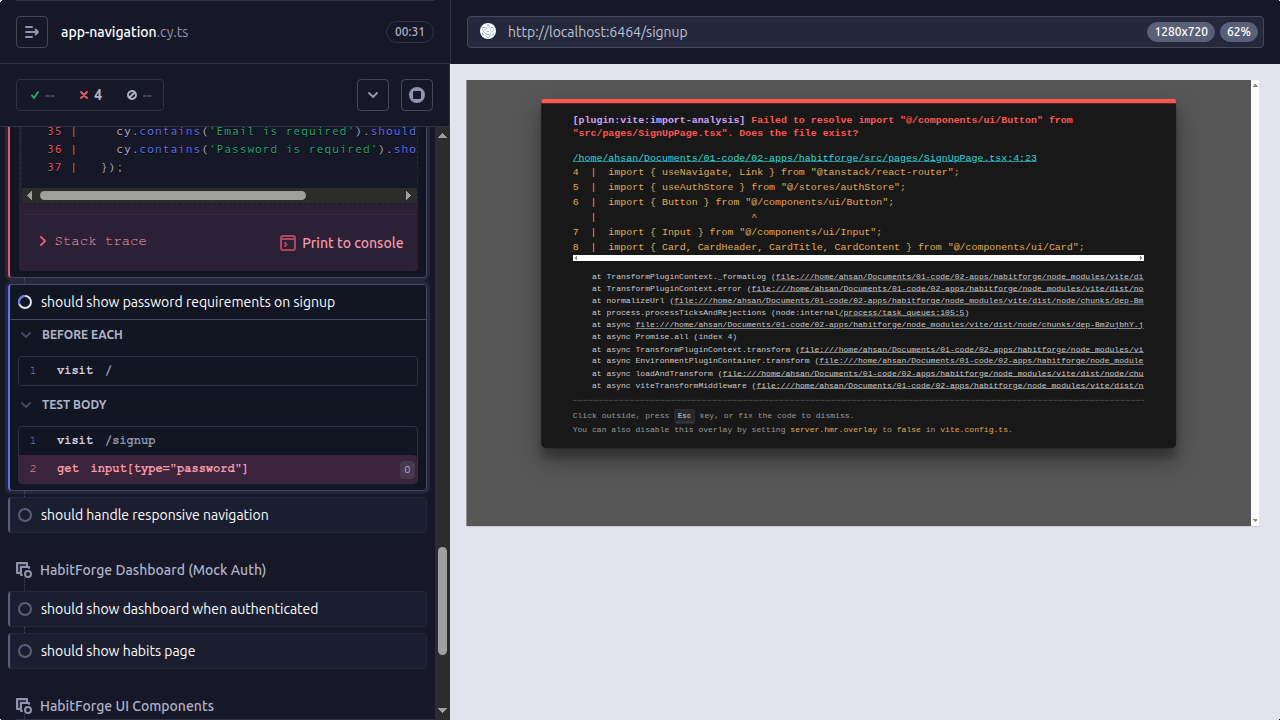 app-navigation.cy.ts
00:31
--
4
--
35 | cy.contains('Email is required').should
36 | cy.contains('Password is required').sho
37 | });
Stack trace
Print to console
should show password requirements on signup
BEFORE EACH
1 visit /
TEST BODY
1 visit /signup
2 get input[type="password"] 0
should handle responsive navigation
HabitForge Dashboard (Mock Auth)
should show dashboard when authenticated
should show habits page
HabitForge UI Components
http://localhost:6464/signup
1280x720
62%
[plugin:vite:import-analysis] Failed to resolve import "@/components/ui/Button" from
"src/pages/SignUpPage.tsx". Does the file exist?
/home/ahsan/Documents/01-code/02-apps/habitforge/src/pages/SignUpPage.tsx:4:23
4 | import { useNavigate, Link } from "@tanstack/react-router";
5 | import { useAuthStore } from "@/stores/authStore";
6 | import { Button } from "@/components/ui/Button";
| ^
7 | import { Input } from "@/components/ui/Input";
8 | import { Card, CardHeader, CardTitle, CardContent } from "@/components/ui/Card";
at TransformPluginContext._formatLog (file:///home/ahsan/Documents/01-code/02-apps/habitforge/node_modules/vite/di
at TransformPluginContext.error (file:///home/ahsan/Documents/01-code/02-apps/habitforge/node_modules/vite/dist/no
at normalizeUrl (file:///home/ahsan/Documents/01-code/02-apps/habitforge/node_modules/vite/dist/node/chunks/dep-Bm
at process.processTicksAndRejections (node:internal/process/task_queues:105:5)
at async file:///home/ahsan/Documents/01-code/02-apps/habitforge/node_modules/vite/dist/node/chunks/dep-Bm2ujbhY.j
at async Promise.all (index 4)
at async TransformPluginContext.transform (file:///home/ahsan/Documents/01-code/02-apps/habitforge/node_modules/vi
at async EnvironmentPluginContainer.transform (file:///home/ahsan/Documents/01-code/02-apps/habitforge/node_module
at async loadAndTransform (file:///home/ahsan/Documents/01-code/02-apps/habitforge/node_modules/vite/dist/node/chu
at async viteTransformMiddleware (file:///home/ahsan/Documents/01-code/02-apps/habitforge/node_modules/vite/dist/n
Click outside, press Esc key, or fix the code to dismiss.
You can also disable this overlay by setting server.hmr.overlay to false in vite.config.ts.